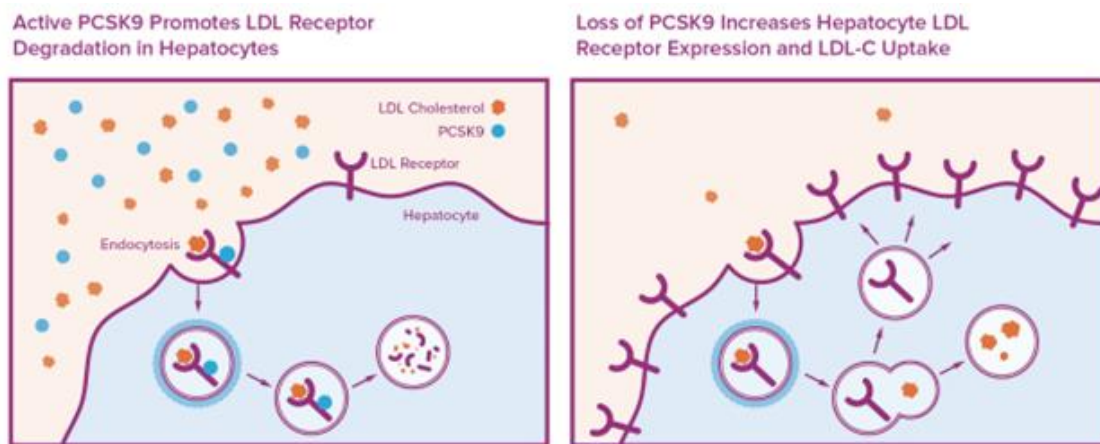 Active PCSK9 Promotes LDL Receptor
Degradation in Hepatocytes
LDL Cholesterol
PCSK9
LDL Receptor
Hepatocyte
Endocytosis
Loss of PCSK9 Increases Hepatocyte LDL
Receptor Expression and LDL-C Uptake